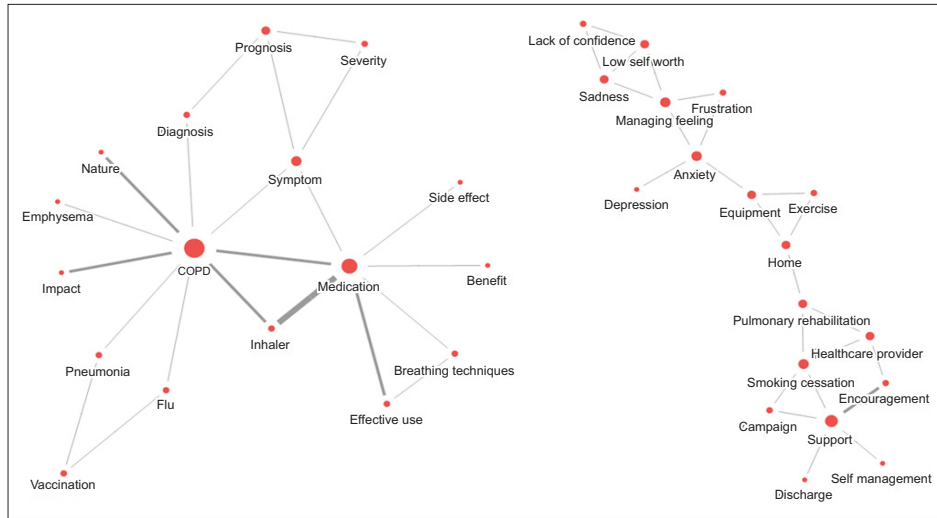 Prognosis
Severity
Diagnosis
Nature
Symptom
Emphysema
Side effect
COPD
Impact
Medication
Benefit
Inhaler
Pneumonia
Breathing techniques
Flu
Effective use
Vaccination
Lack of confidence
Low self worth
Sadness
Frustration
Managing feeling
Anxiety
Depression
Equipment
Exercise
Home
Pulmonary rehabilitation
Healthcare provider
Smoking cessation
Encouragement
Campaign
Support
Self management
Discharge